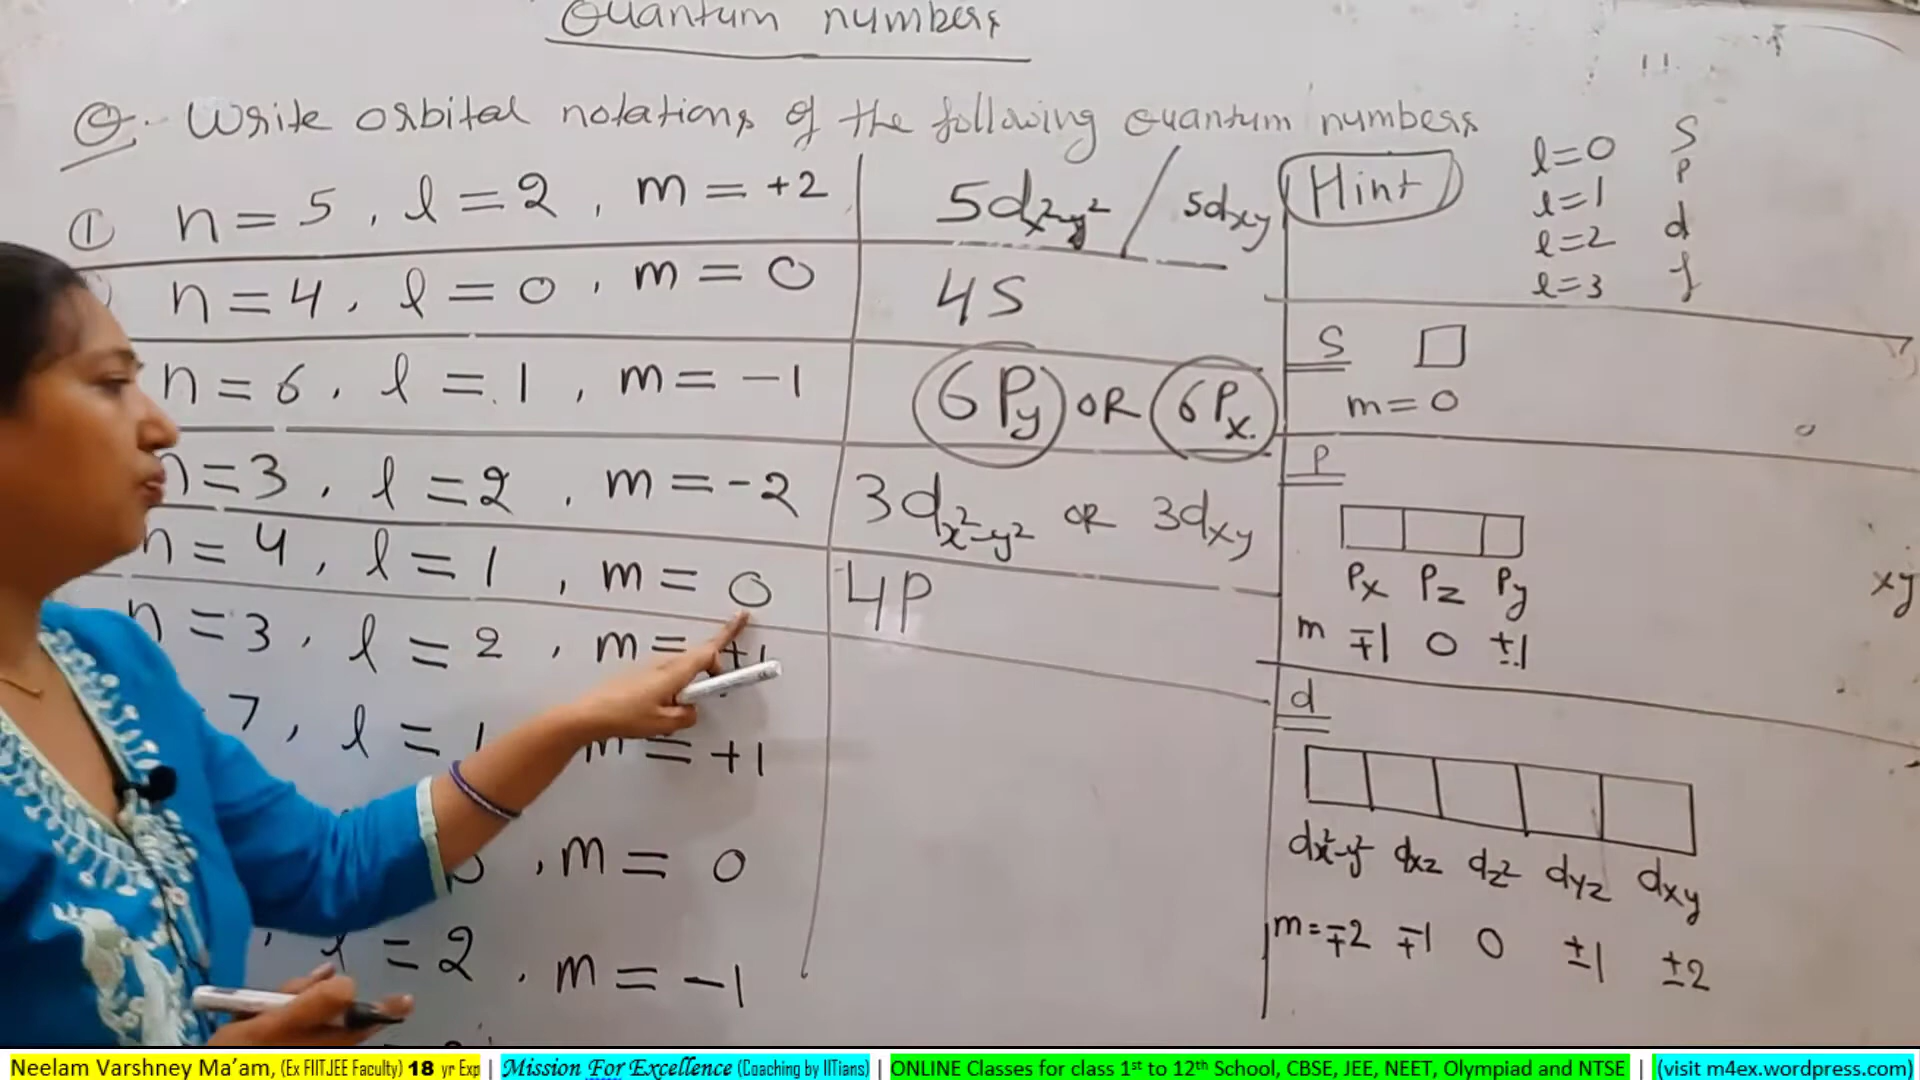 Quantum numbers
Q. Write orbital notations of the following Quantum numbers
① n = 5 , l = 2 , m = +2
5dx²-y² / 5dxy
n = 4 , l = 0 , m = 0
4S
n = 6 , l = 1 , m = -1
6Py OR 6Px
n = 3 , l = 2 , m = -2
3dx²-y² OR 3dxy
n = 4 , l = 1 , m = 0
4P
n = 3 , l = 2 , m = +1
7 , l = 1 m = +1
, m = 0
, l = 2 , m = -1
Hint
l=0 S
l=1 P
l=2 d
l=3 f
S
m = 0
P
Px Pz Py
m ∓1 0 ±1
xy
d
dx²-y² dxz dz² dyz dxy
m = ∓2 ∓1 0 ±1 ±2
Neelam Varshney Ma’am, (Ex FIITJEE Faculty) 18 yr Exp | Mission For Excellence (Coaching by IITians) | ONLINE Classes for class 1st to 12th School, CBSE, JEE, NEET, Olympiad and NTSE | (visit m4ex.wordpress.com)